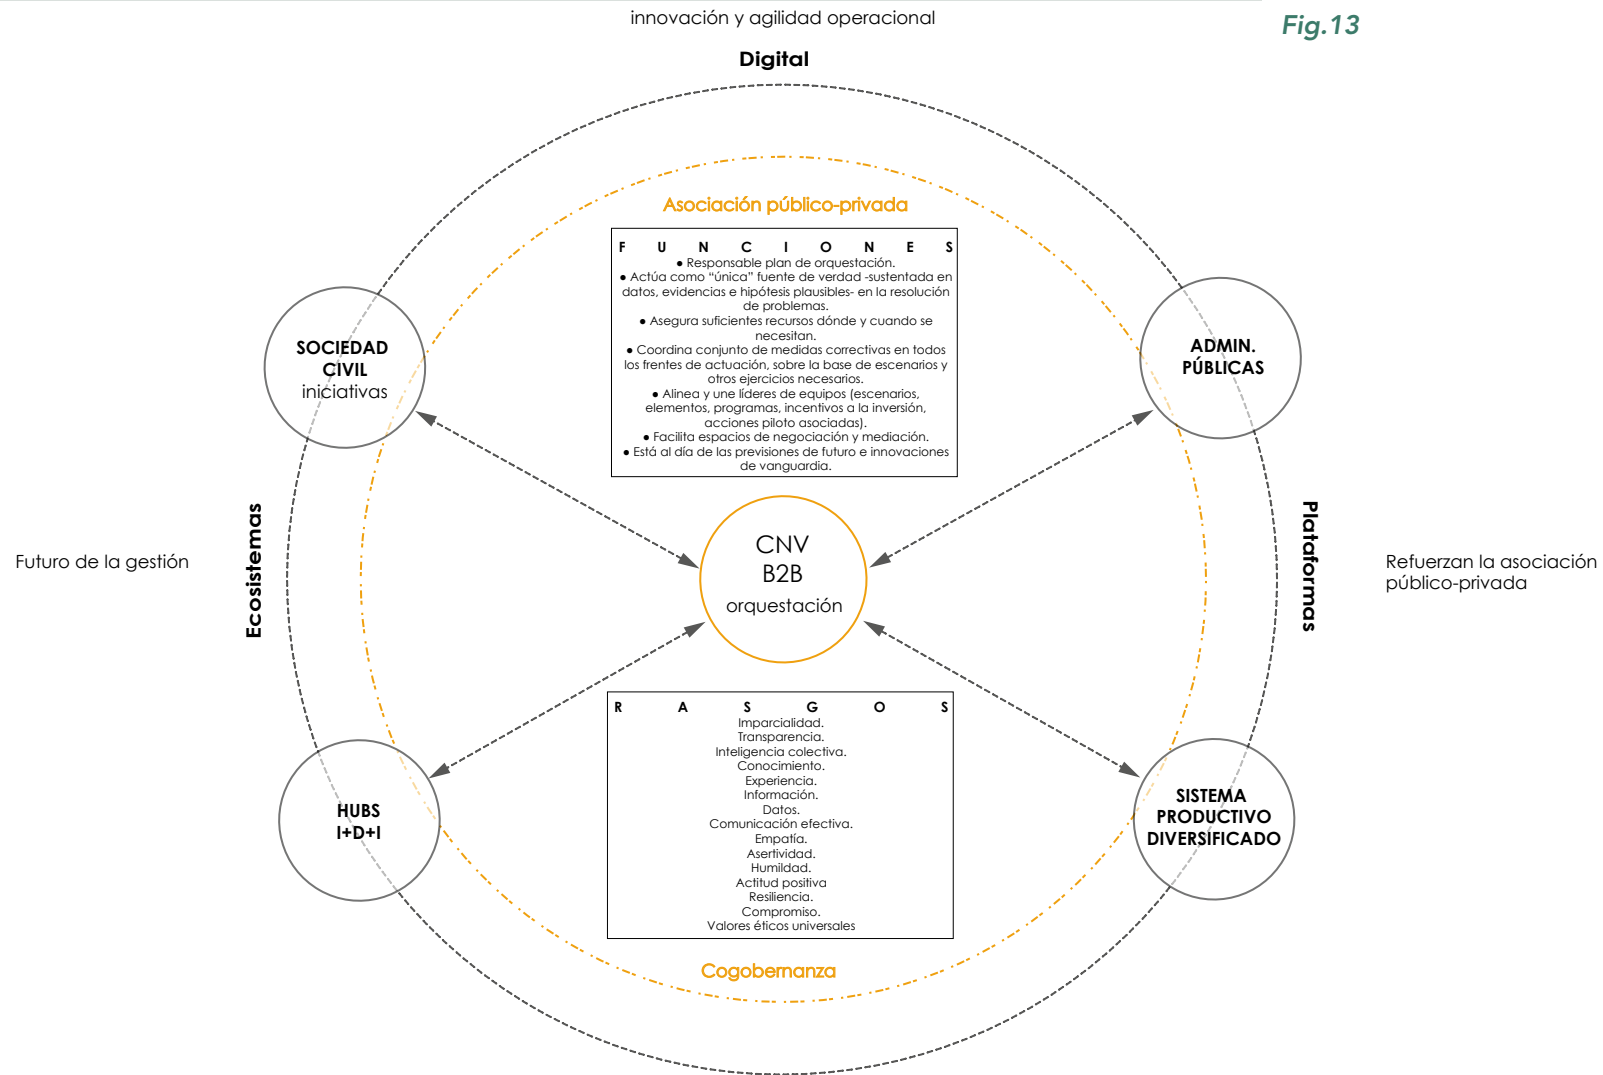 innovación y agilidad operacional
Fig.13
Digital
Asociación público-privada
F U N C I O N E S
● Responsable plan de orquestación.
● Actúa como “única” fuente de verdad -sustentada en
datos, evidencias e hipótesis plausibles- en la resolución
de problemas.
● Asegura suficientes recursos dónde y cuando se
necesitan.
● Coordina conjunto de medidas correctivas en todos
los frentes de actuación, sobre la base de escenarios y
otros ejercicios necesarios.
● Alinea y une líderes de equipos (escenarios,
elementos, programas, incentivos a la inversión,
acciones piloto asociadas).
● Facilita espacios de negociación y mediación.
● Está al día de las previsiones de futuro e innovaciones
de vanguardia.
SOCIEDAD
CIVIL
iniciativas
ADMIN.
PÚBLICAS
Futuro de la gestión
Ecosistemas
CNV
B2B
orquestación
Plataformas
Refuerzan la asociación
público-privada
R A S G O S
Imparcialidad.
Transparencia.
Inteligencia colectiva.
Conocimiento.
Experiencia.
Información.
Datos.
Comunicación efectiva.
Empatía.
Asertividad.
Humildad.
Actitud positiva
Resiliencia.
Compromiso.
Valores éticos universales
HUBS
I+D+I
SISTEMA
PRODUCTIVO
DIVERSIFICADO
Cogobernanza